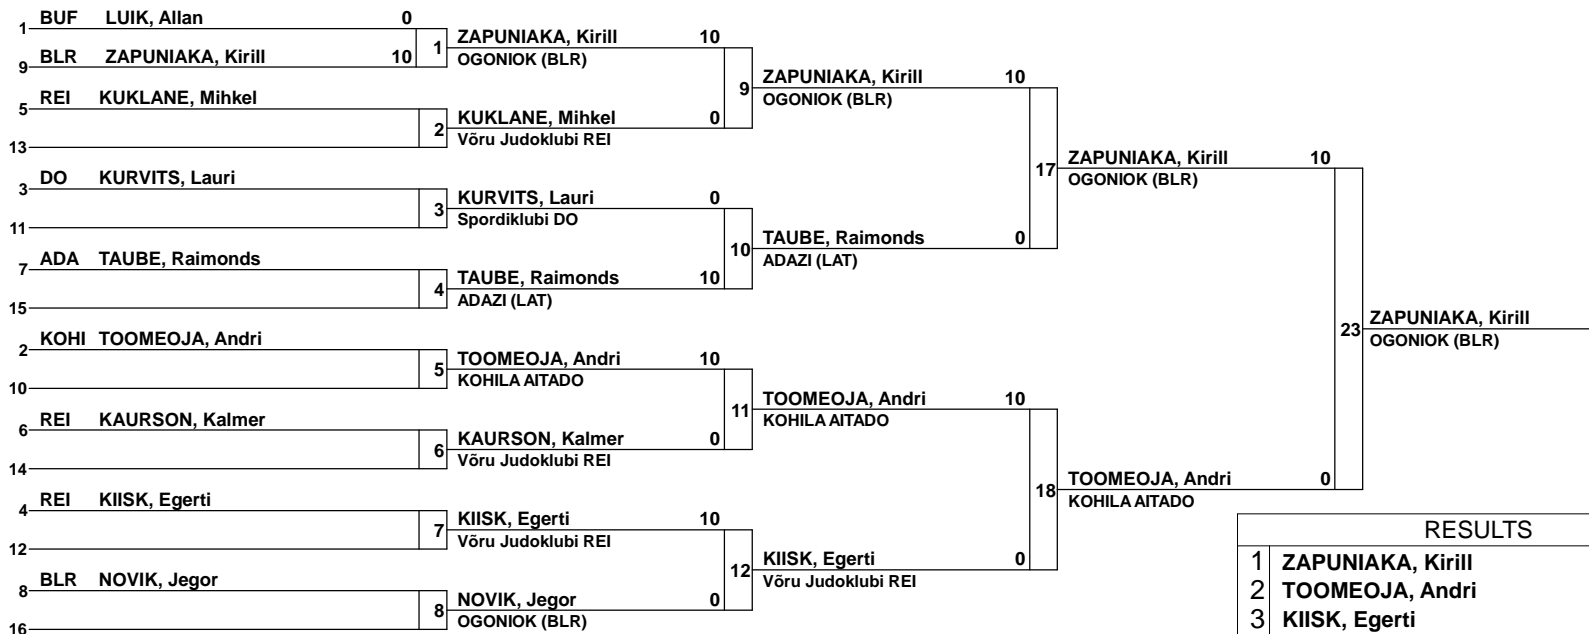 1 BUF LUIK, Allan 0
9 BLR ZAPUNIAKA, Kirill 10
1
5 REI KUKLANE, Mihkel
13
2
3 DO KURVITS, Lauri
11
3
7 ADA TAUBE, Raimonds
15
4
2 KOHI TOOMEOJA, Andri
10
5
6 REI KAURSON, Kalmer
14
6
4 REI KIISK, Egerti
12
7
8 BLR NOVIK, Jegor
16
8
ZAPUNIAKA, Kirill 10
OGONIOK (BLR)
9
KUKLANE, Mihkel 0
Võru Judoklubi REI
KURVITS, Lauri 0
Spordiklubi DO
10
TAUBE, Raimonds 10
ADAZI (LAT)
TOOMEOJA, Andri 10
KOHILA AITADO
11
KAURSON, Kalmer 0
Võru Judoklubi REI
KIISK, Egerti 10
Võru Judoklubi REI
12
NOVIK, Jegor 0
OGONIOK (BLR)
ZAPUNIAKA, Kirill 10
OGONIOK (BLR)
17
TAUBE, Raimonds 0
ADAZI (LAT)
TOOMEOJA, Andri 10
KOHILA AITADO
18
KIISK, Egerti 0
Võru Judoklubi REI
ZAPUNIAKA, Kirill 10
OGONIOK (BLR)
23
TOOMEOJA, Andri 0
KOHILA AITADO
ZAPUNIAKA, Kirill
OGONIOK (BLR)
RESULTS
1 ZAPUNIAKA, Kirill
2 TOOMEOJA, Andri
3 KIISK, Egerti